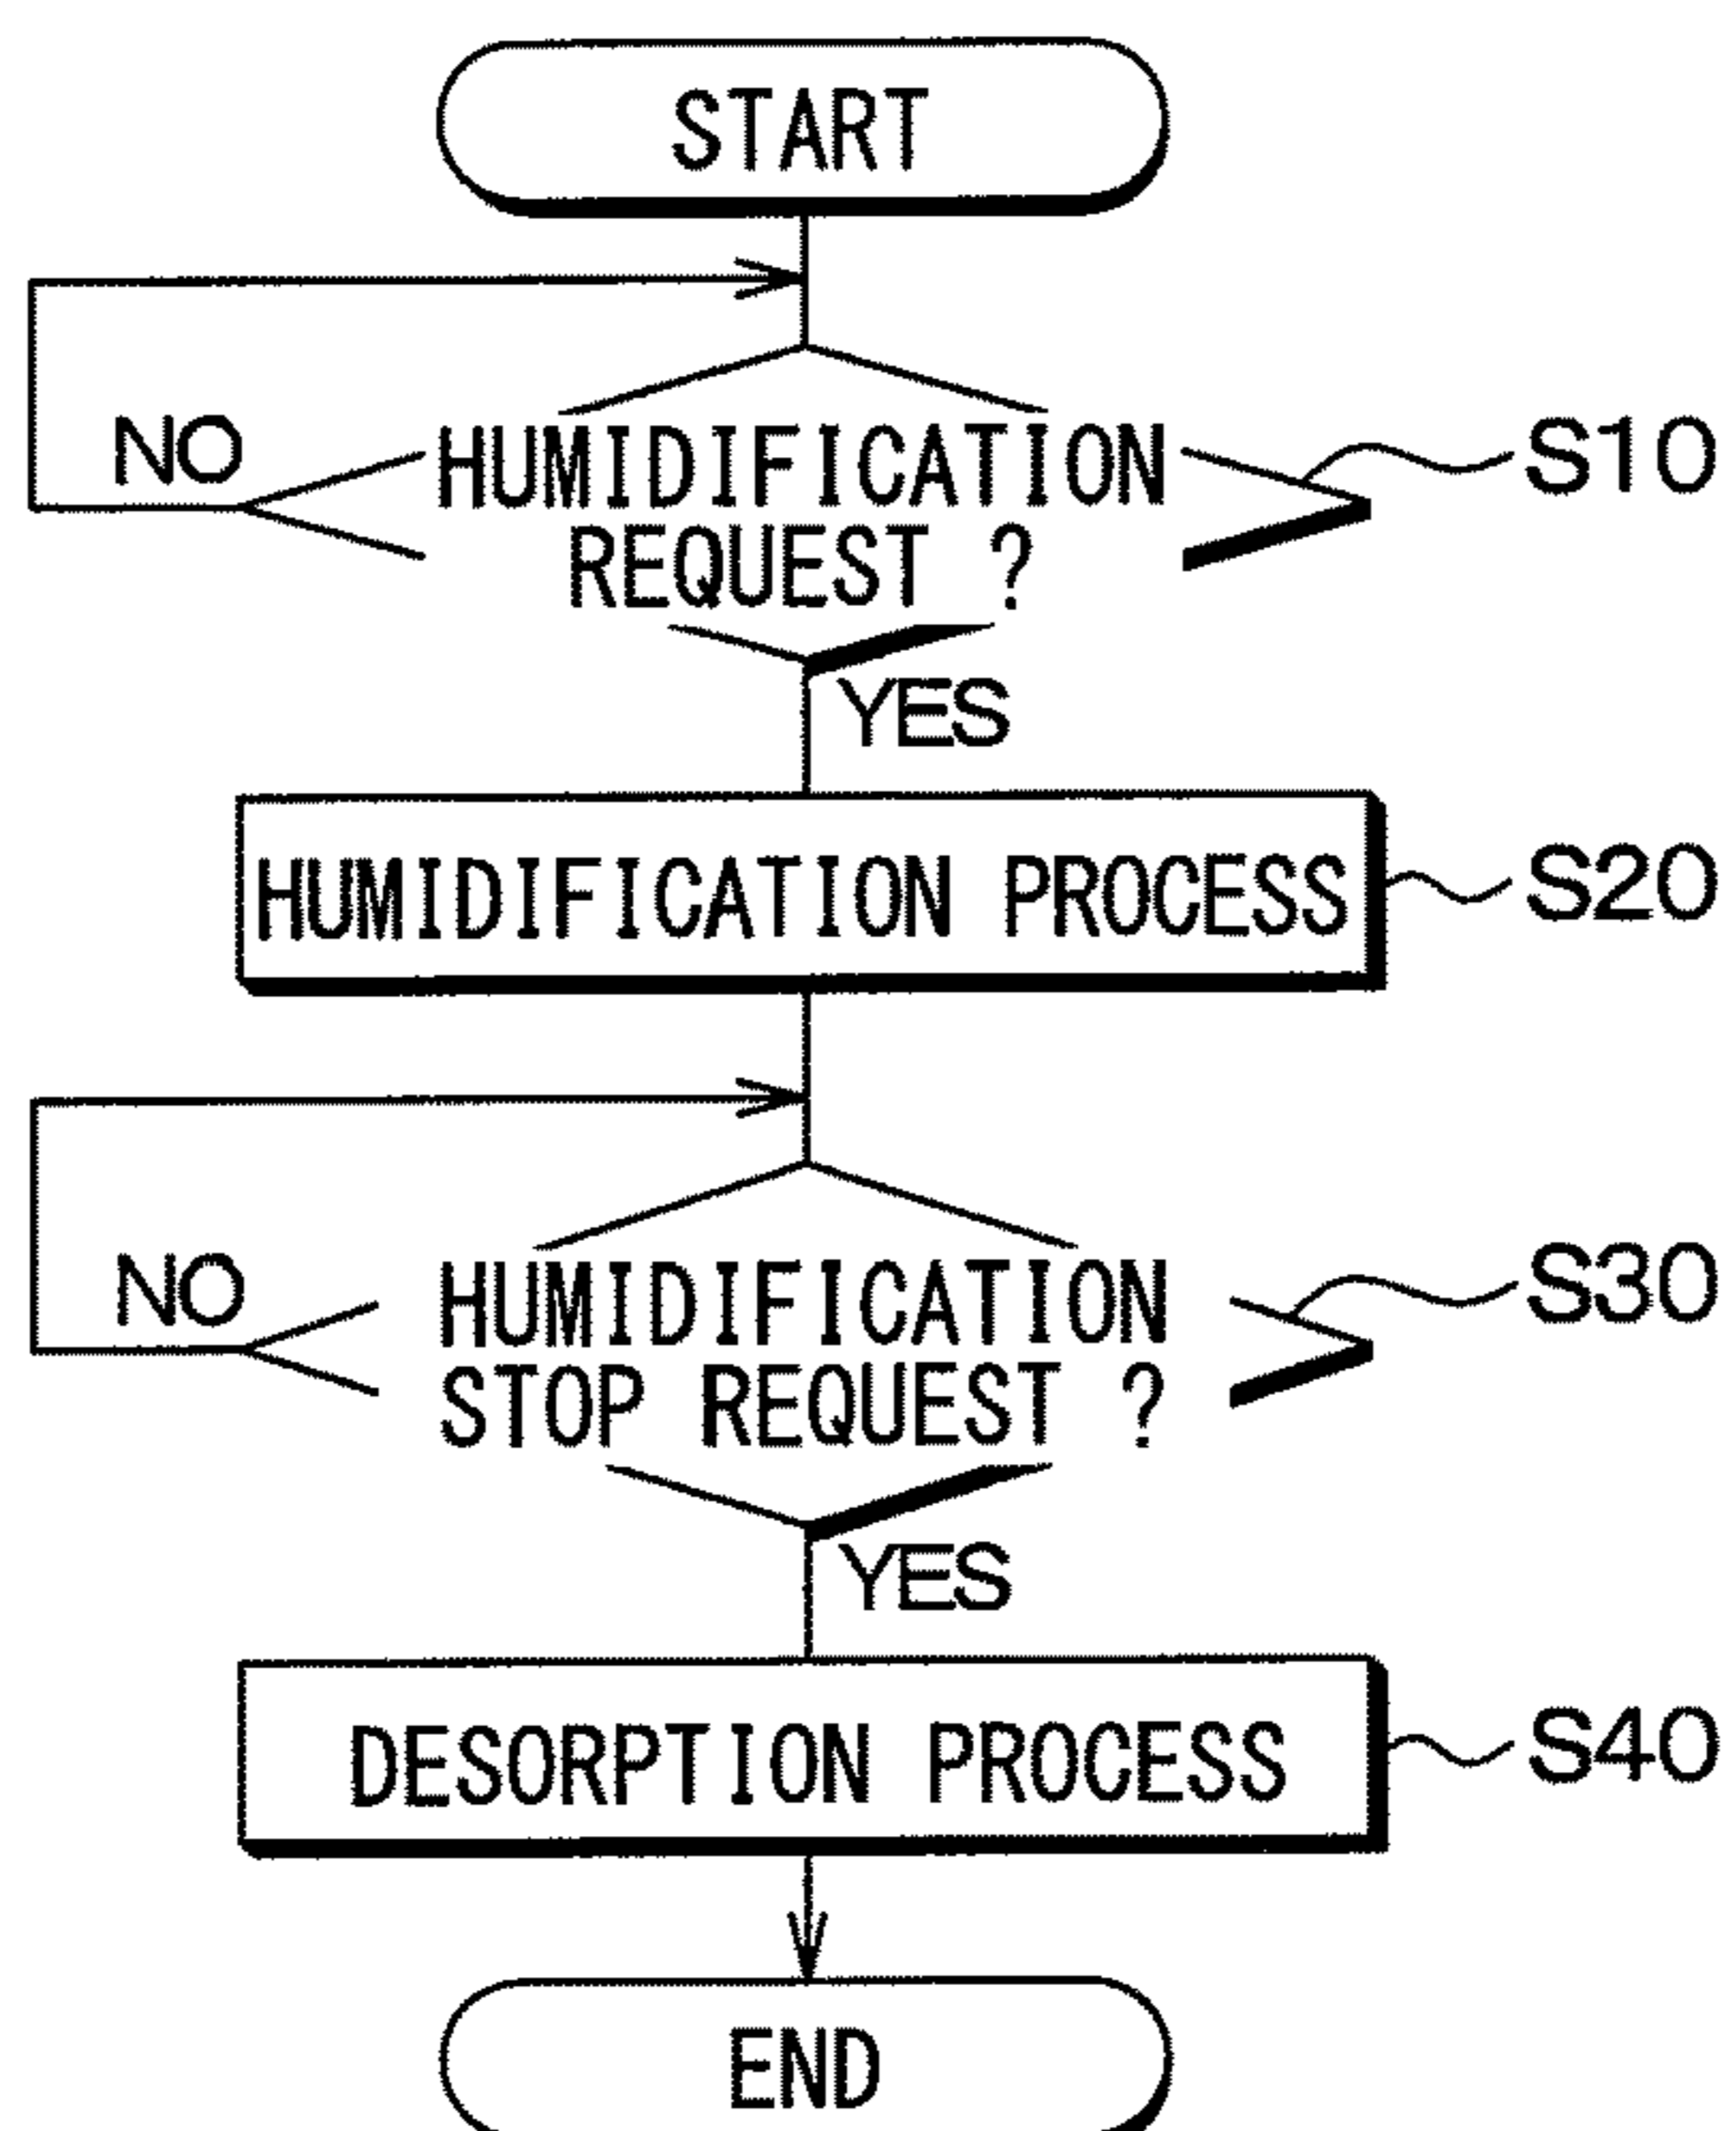 START
NO
HUMIDIFICATION
REQUEST ?
S10
YES
HUMIDIFICATION PROCESS
S20
NO
HUMIDIFICATION
STOP REQUEST ?
S30
YES
DESORPTION PROCESS
S40
END